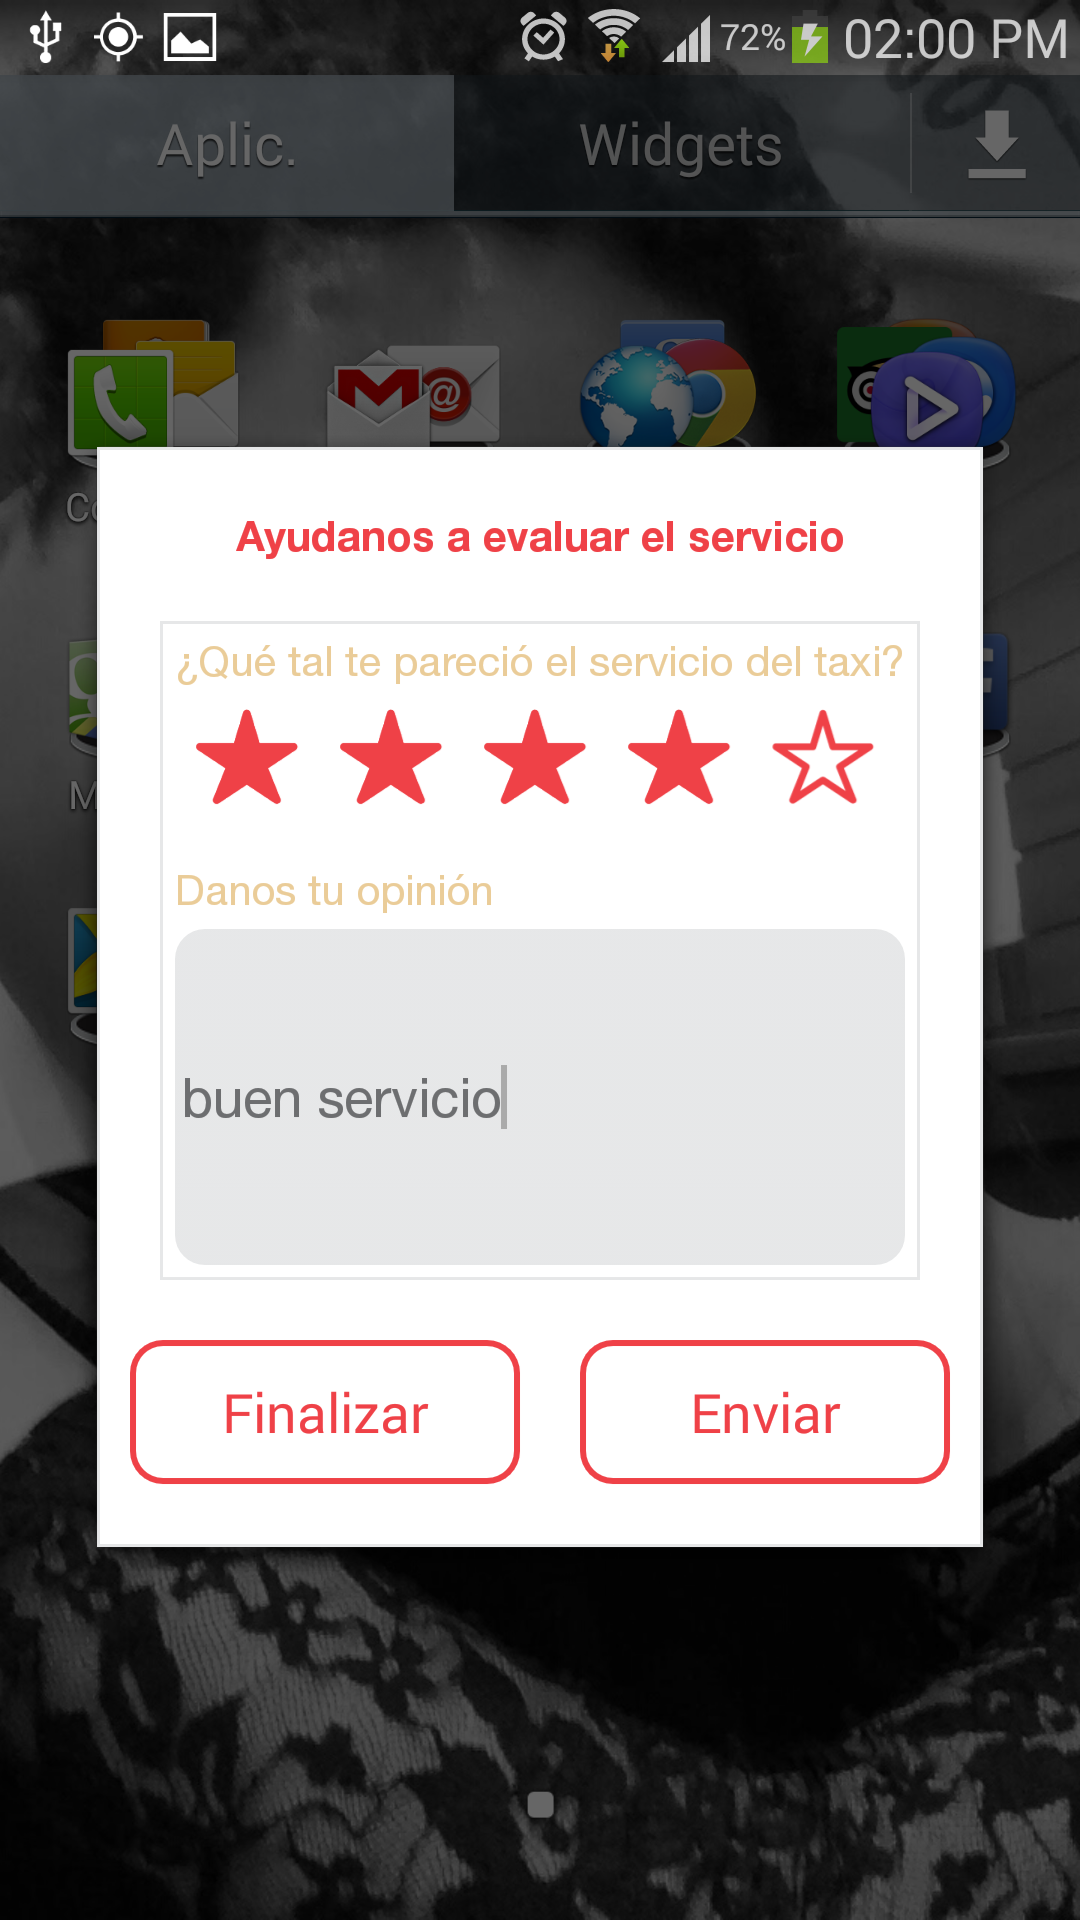 72% 02:00 PM
Aplic. Widgets
@
Ayudanos a evaluar el servicio
¿Qué tal te pareció el servicio del taxi?
Danos tu opinión
buen servicio
Finalizar Enviar